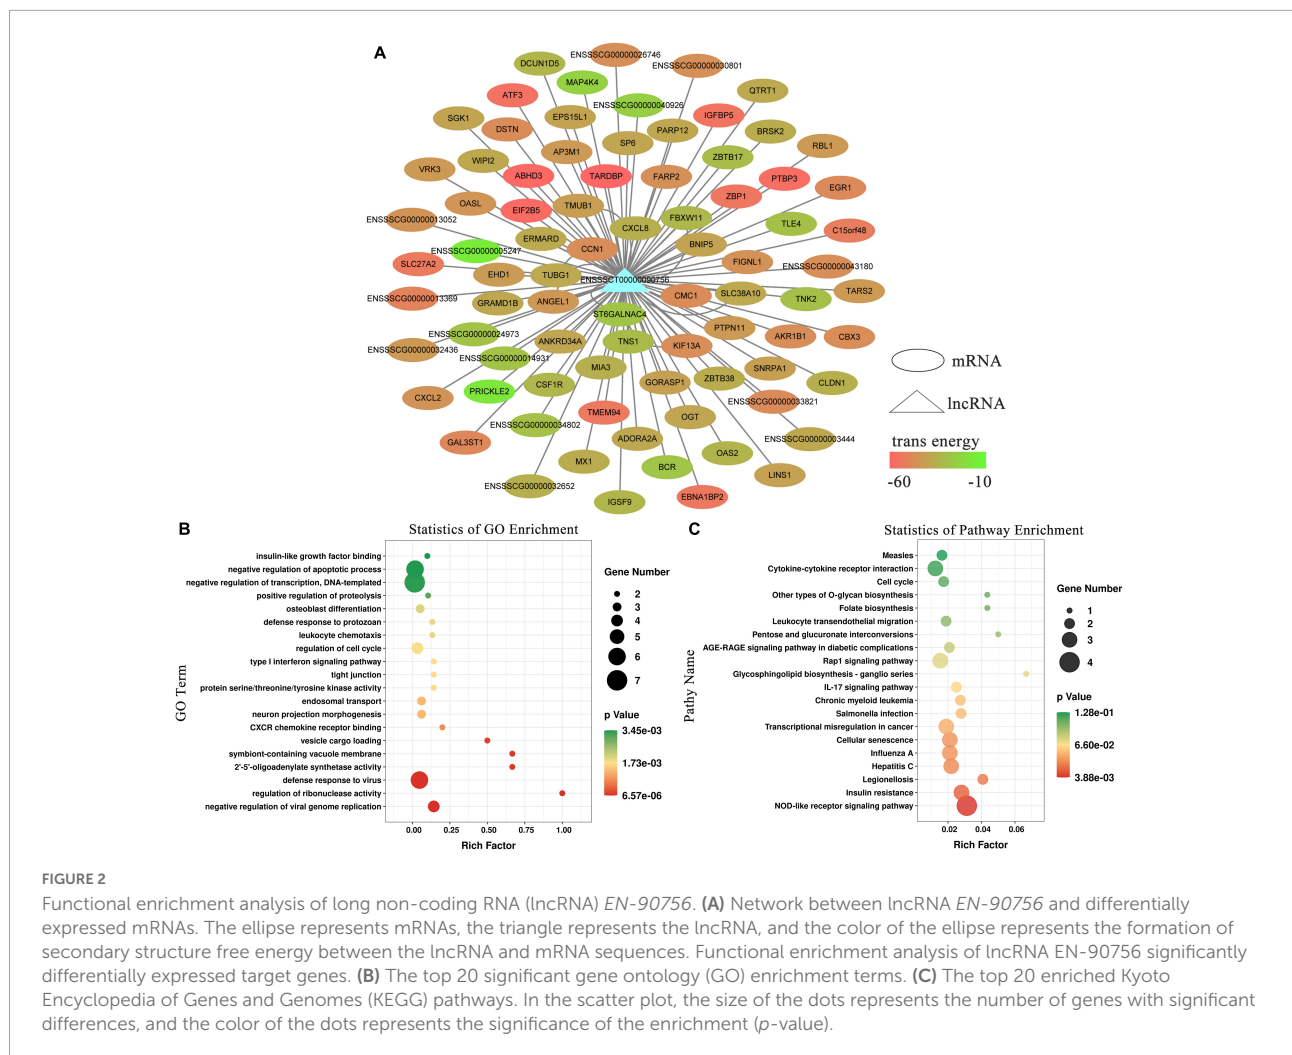 A
ENSSSCG00000026746
DCUN1D5
ENSSSCG00000030801
MAP4K4
QTRT1
ATF3
ENSSSCG00000040926
IGFBP5
SGK1
EPS15L1
DSTN
PARP12
BRSK2
SP6
RBL1
AP3M1
ZBTB17
WIPI2
VRK3
ABHD3
TARDBP
FARP2
PTBP3
EGR1
ZBP1
OASL
TMUB1
EIF2B5
FBXW11
ENSSSCG00000013052
TLE4
CXCL8
C15orf48
ERMARD
BNIP5
ENSSSCG00000005247
CCN1
SLC27A2
FIGNL1
ENSSSCG00000043180
EHD1
TUBG1
ENSSSCT00000090756
TARS2
SLC38A10
CMC1
ENSSSCG00000013369
GRAMD1B
ANGEL1
TNK2
ST6GALNAC4
PTPN11
ENSSSCG00000024973
AKR1B1
CBX3
ANKRD34A
TNS1
KIF13A
ENSSSCG00000032436
ENSSSCG00000014931
mRNA
MIA3
SNRPA1
ZBTB38
GORASP1
CLDN1
PRICKLE2
CSF1R
CXCL2
ENSSSCG00000033821
lncRNA
TMEM94
OGT
ENSSSCG00000034802
GAL3ST1
ADORA2A
ENSSSCG00000003444
trans energy
OAS2
MX1
BCR
LINS1
-60
-10
ENSSSCG00000032652
IGSF9
EBNA1BP2
B
Statistics of GO Enrichment
GO Term
insulin-like growth factor binding
negative regulation of apoptotic process
negative regulation of transcription, DNA-templated
positive regulation of proteolysis
osteoblast differentiation
defense response to protozoan
leukocyte chemotaxis
regulation of cell cycle
type I interferon signaling pathway
tight junction
protein serine/threonine/tyrosine kinase activity
endosomal transport
neuron projection morphogenesis
CXCR chemokine receptor binding
vesicle cargo loading
symbiont-containing vacuole membrane
2'-5'-oligoadenylate synthetase activity
defense response to virus
regulation of ribonuclease activity
negative regulation of viral genome replication
0.00
0.25
0.50
0.75
1.00
Rich Factor
Gene Number
2
3
4
5
6
7
p Value
3.45e-03
1.73e-03
6.57e-06
C
Statistics of Pathway Enrichment
Pathy Name
Measles
Cytokine-cytokine receptor interaction
Cell cycle
Other types of O-glycan biosynthesis
Folate biosynthesis
Leukocyte transendothelial migration
Pentose and glucuronate interconversions
AGE-RAGE signaling pathway in diabetic complications
Rap1 signaling pathway
Glycosphingolipid biosynthesis - ganglio series
IL-17 signaling pathway
Chronic myeloid leukemia
Salmonella infection
Transcriptional misregulation in cancer
Cellular senescence
Influenza A
Hepatitis C
Legionellosis
Insulin resistance
NOD-like receptor signaling pathway
0.02
0.04
0.06
Rich Factor
Gene Number
1
2
3
4
p Value
1.28e-01
6.60e-02
3.88e-03
FIGURE 2
Functional enrichment analysis of long non-coding RNA (lncRNA) EN-90756. (A) Network between lncRNA EN-90756 and differentially
expressed mRNAs. The ellipse represents mRNAs, the triangle represents the lncRNA, and the color of the ellipse represents the formation of
secondary structure free energy between the lncRNA and mRNA sequences. Functional enrichment analysis of lncRNA EN-90756 significantly
differentially expressed target genes. (B) The top 20 significant gene ontology (GO) enrichment terms. (C) The top 20 enriched Kyoto
Encyclopedia of Genes and Genomes (KEGG) pathways. In the scatter plot, the size of the dots represents the number of genes with significant
differences, and the color of the dots represents the significance of the enrichment (p-value).